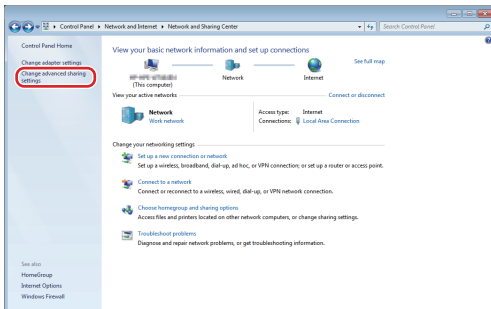 Control Panel ▸ Network and Internet ▸ Network and Sharing Center
Search Control Panel
Control Panel Home
Change adapter settings
Change advanced sharing
settings
View your basic network information and set up connections
See full map
(This computer)
Network
Internet
View your active networks
Connect or disconnect
Network
Work network
Access type: Internet
Connections: Local Area Connection
Change your networking settings
Set up a new connection or network
Set up a wireless, broadband, dial-up, ad hoc, or VPN connection; or set up a router or access point.
Connect to a network
Connect or reconnect to a wireless, wired, dial-up, or VPN network connection.
Choose homegroup and sharing options
Access files and printers located on other network computers, or change sharing settings.
Troubleshoot problems
Diagnose and repair network problems, or get troubleshooting information.
See also
HomeGroup
Internet Options
Windows Firewall